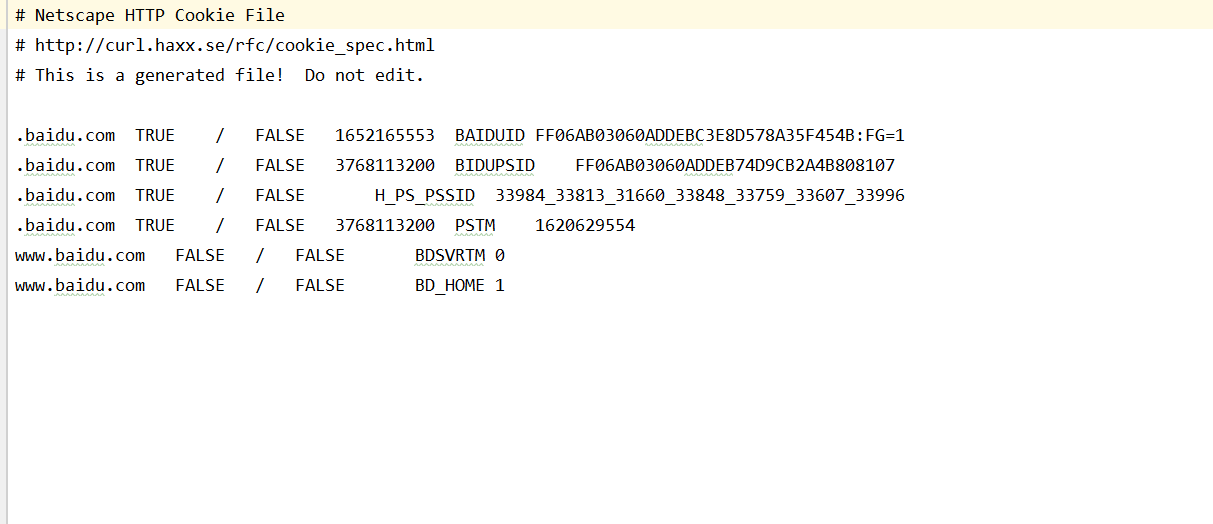 # Netscape HTTP Cookie File
# http://curl.haxx.se/rfc/cookie_spec.html
# This is a generated file!  Do not edit.
.baidu.com	TRUE	/	FALSE	1652165553	BAIDUID	FF06AB03060ADDEBC3E8D578A35F454B:FG=1
.baidu.com	TRUE	/	FALSE	3768113200	BIDUPSID	FF06AB03060ADDEB74D9CB2A4B808107
.baidu.com	TRUE	/	FALSE		H_PS_PSSID	33984_33813_31660_33848_33759_33607_33996
.baidu.com	TRUE	/	FALSE	3768113200	PSTM	1620629554
www.baidu.com	FALSE	/	FALSE		BDSVRTM	0
www.baidu.com	FALSE	/	FALSE		BD_HOME	1